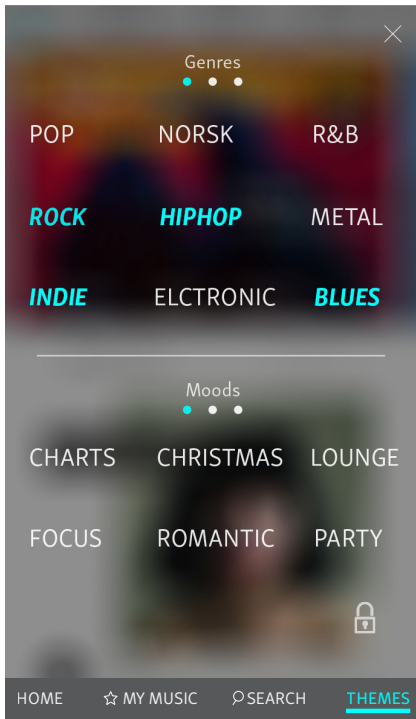 Genres
POP NORSK R&B
ROCK HIPHOP METAL
INDIE ELCTRONIC BLUES
Moods
CHARTS CHRISTMAS LOUNGE
FOCUS ROMANTIC PARTY
HOME MY MUSIC SEARCH THEMES